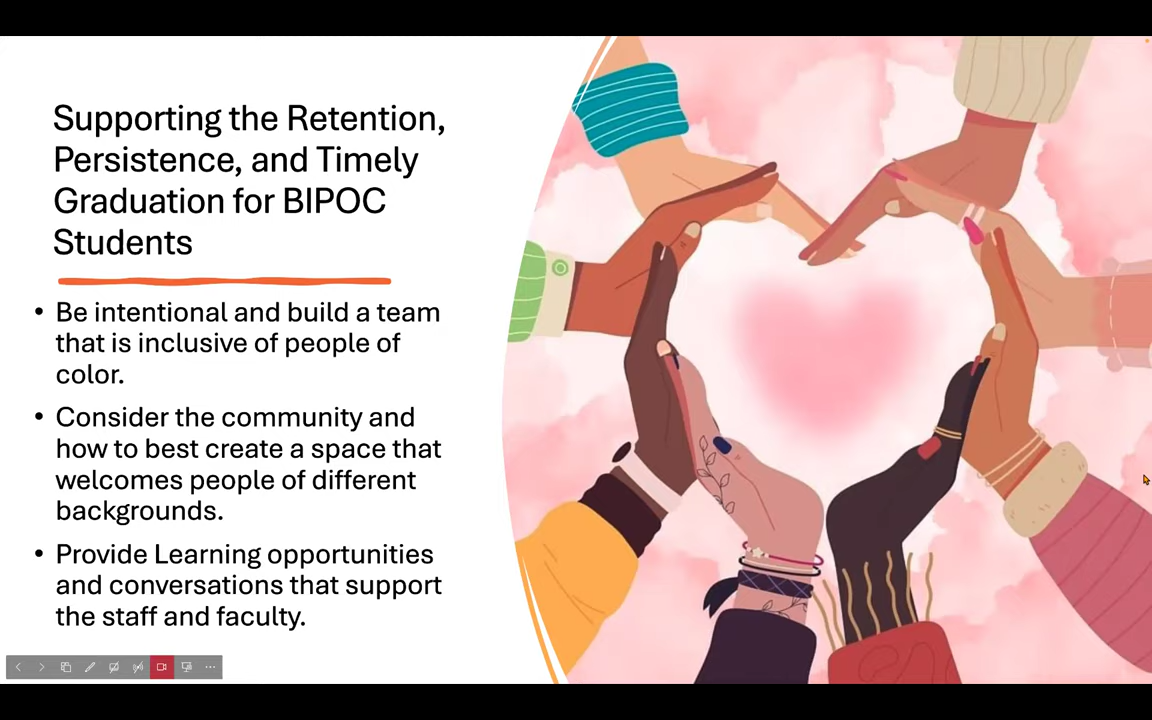 Supporting the Retention,
Persistence, and Timely
Graduation for BIPOC
Students
• Be intentional and build a team
that is inclusive of people of
color.
• Consider the community and
how to best create a space that
welcomes people of different
backgrounds.
• Provide Learning opportunities
and conversations that support
the staff and faculty.